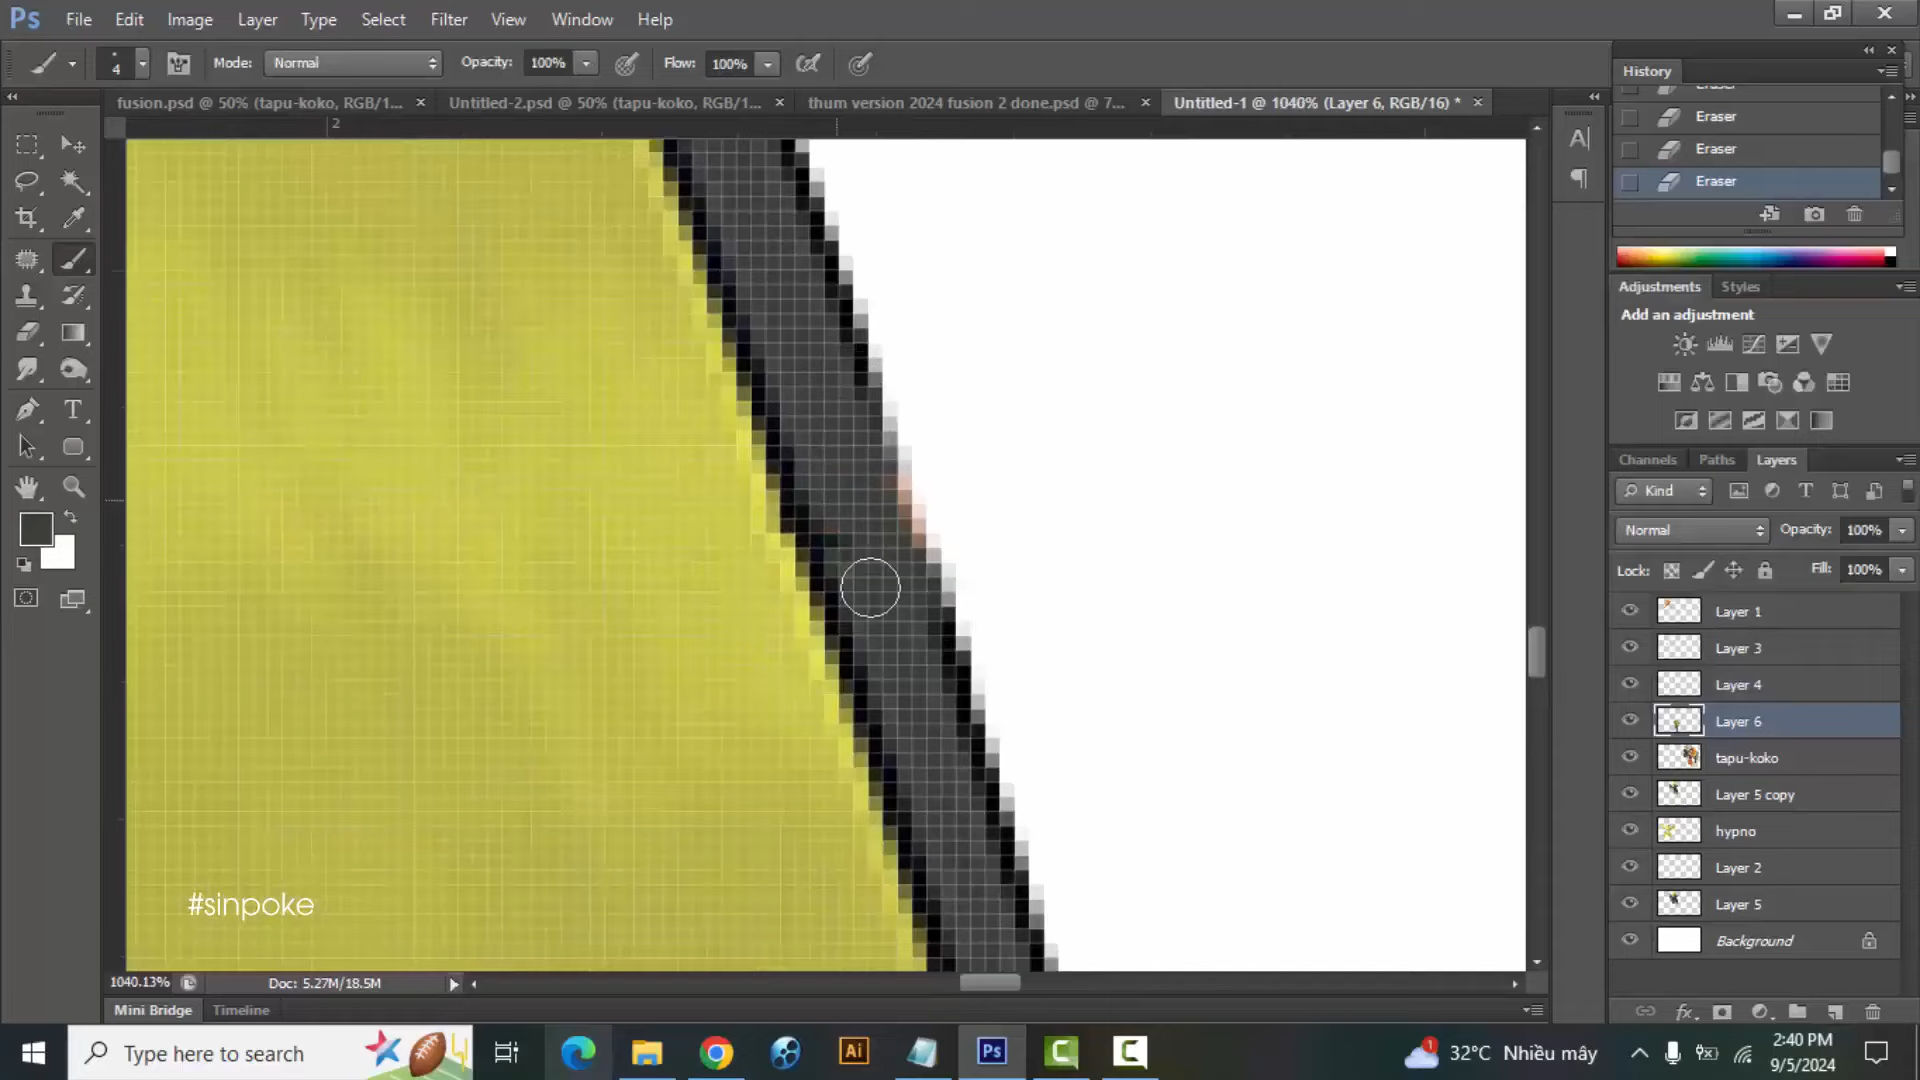 Ps File Edit Image Layer Type Select Filter View Window Help
4 Mode: Normal Opacity: 100% Flow: 100%
History
fusion.psd @ 50% (tapu-koko, RGB/1... Untitled-2.psd @ 50% (tapu-koko, RGB/1... thum version 2024 fusion 2 done.psd @ 7... Untitled-1 @ 1040% (Layer 6, RGB/16) *
2
Eraser
Eraser
Eraser
Adjustments Styles
Add an adjustment
Channels Paths Layers
Kind
Normal Opacity: 100%
Lock: Fill: 100%
Layer 1
Layer 3
Layer 4
Layer 6
tapu-koko
Layer 5 copy
hypno
Layer 2
Layer 5
Background
#sinpoke
1040.13% Doc: 5.27M/18.5M
Mini Bridge Timeline
Type here to search
Ai Ps
1 32°C Nhiều mây
2:40 PM
9/5/2024